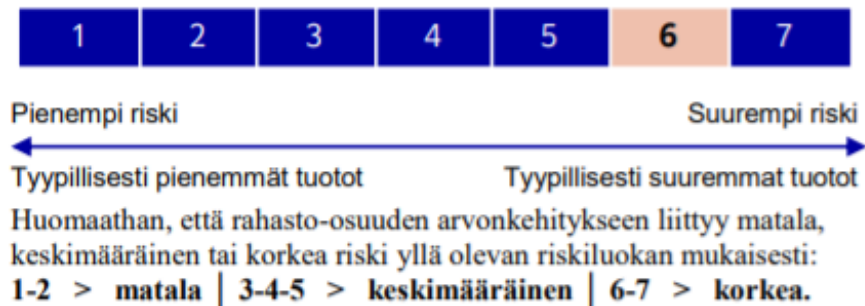 1 2 3 4 5 6 7
Pienempi riski Suurempi riski
Tyypillisesti pienemmät tuotot Tyypillisesti suuremmat tuotot
Huomaathan, että rahasto-osuuden arvonkehitykseen liittyy matala,
keskimääräinen tai korkea riski yllä olevan riskiluokan mukaisesti:
1-2 > matala | 3-4-5 > keskimääräinen | 6-7 > korkea.